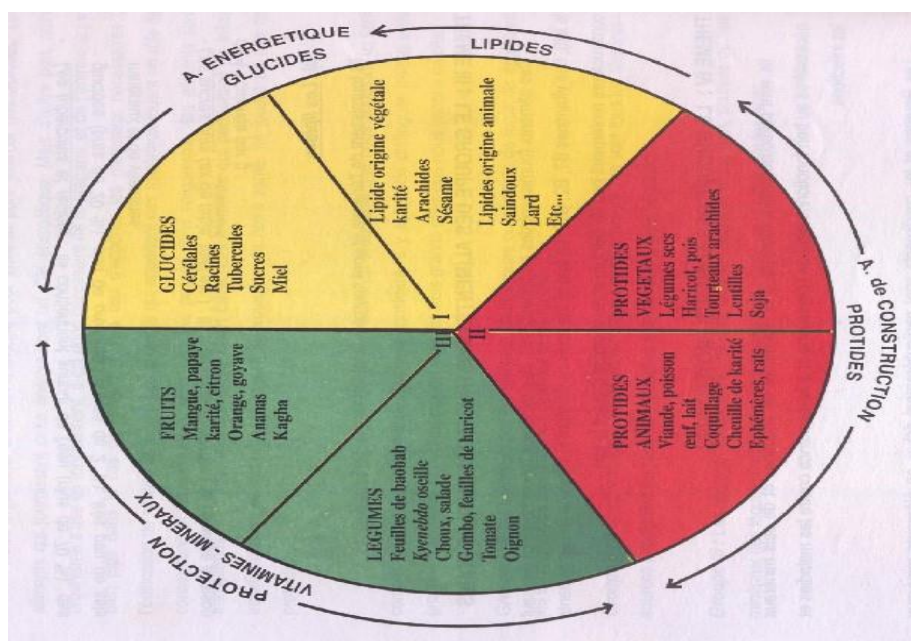 A. ENERGETIQUE
GLUCIDES
LIPIDES
GLUCIDES
Cérélales
Racines
Tubercules
Sucres
Miel
I
Lipide origine végétale
karité
Arachides
Sésame
Lipides origine animale
Saindoux
Lard
Etc...
PROTIDES
VEGETAUX
Légumes secs
Haricot, pois
Tourteaux arachides
Lentilles
Soja
II
PROTIDES
ANIMAUX
Viande, poisson
œuf, lait
Coquillage
Chenille de karité
Ephémères, rats
A. de CONSTRUCTION
PROTIDES
FRUITS
Mangue, papaye
karité, citron
Orange, goyave
Ananas
Kagha
III
LEGUMES
Feuilles de baobab
Kyenebdo oseille
Choux, salade
Gombo, feuilles de haricot
Tomate
Oignon
PROTECTION
VITAMINES - MINERAUX